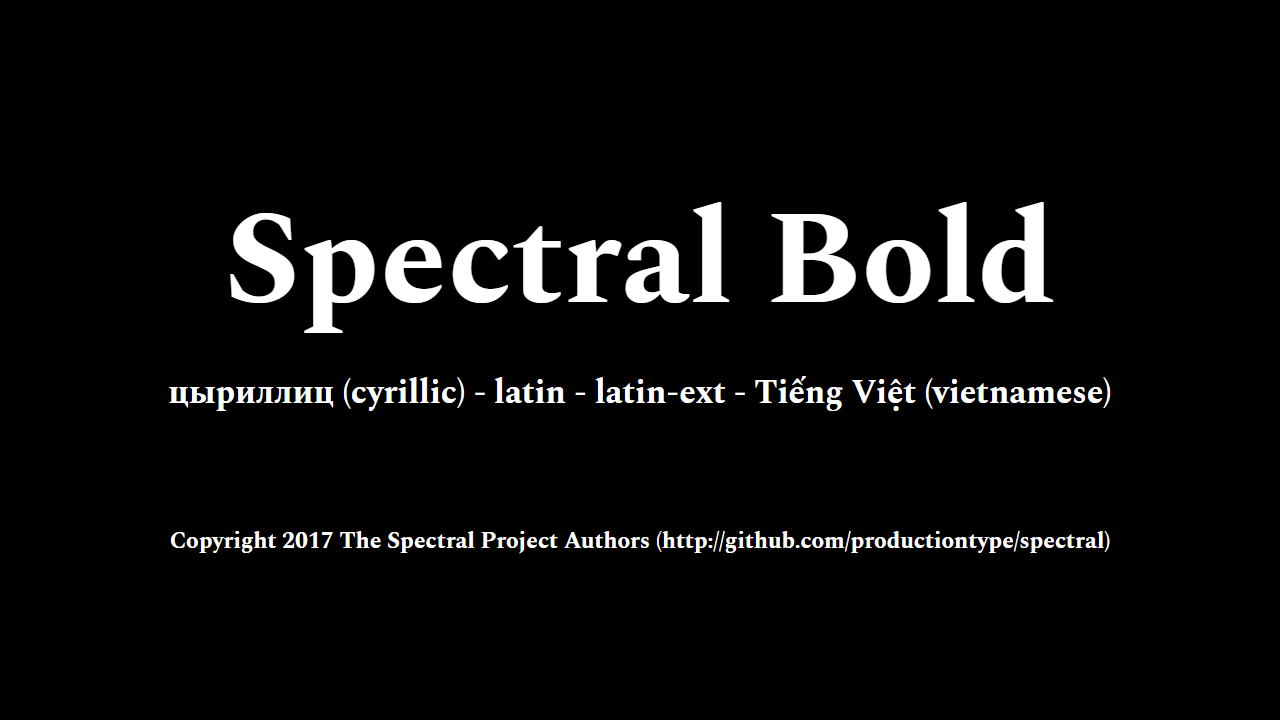 Spectral Bold
цыриллиц (cyrillic) - latin - latin-ext - Tiếng Việt (vietnamese)
Copyright 2017 The Spectral Project Authors (http://github.com/productiontype/spectral)